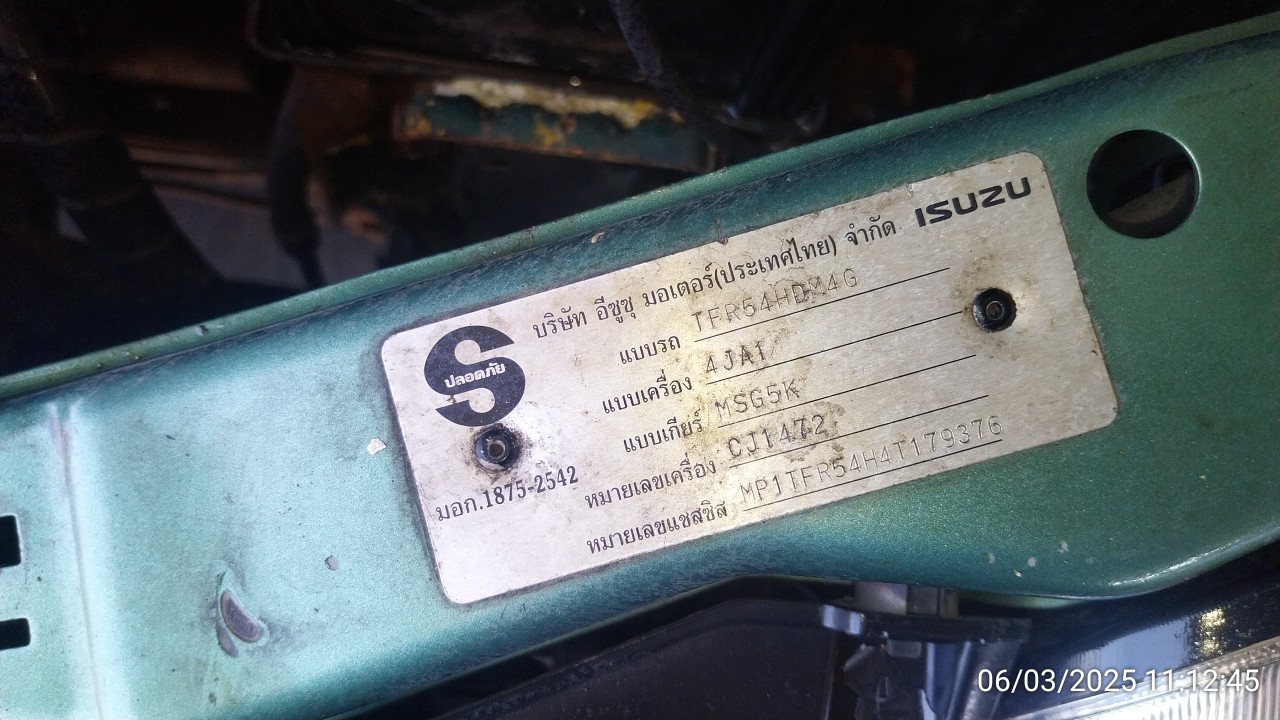 บริษัท อีซูซุ มอเตอร์(ประเทศไทย) จำกัด ISUZU
ปลอดภัย
มอก.1875-2542
แบบรถ TFR54HDM4G
แบบเครื่อง 4JA1
แบบเกียร์ MSG5K
หมายเลขเครื่อง CJ1472
หมายเลขแชสซิส์ MP1TFR54H4T179376
06/03/2025 11:12:45